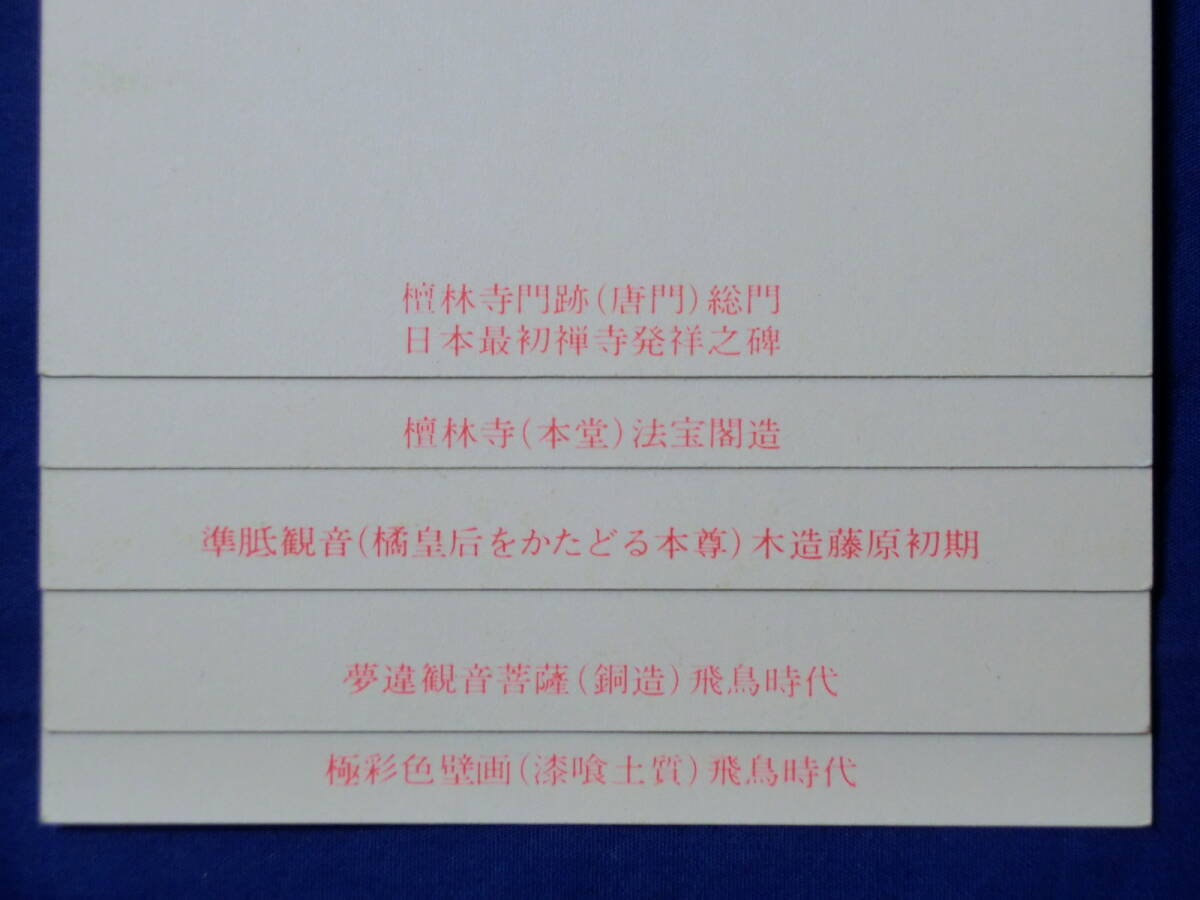 檀林寺門跡(唐門)総門
日本最初禅寺発祥之碑
檀林寺(本堂)法宝閣造
準胝観音(橘皇后をかたどる本尊)木造藤原初期
夢違観音菩薩(銅造)飛鳥時代
極彩色壁画(漆喰土質)飛鳥時代